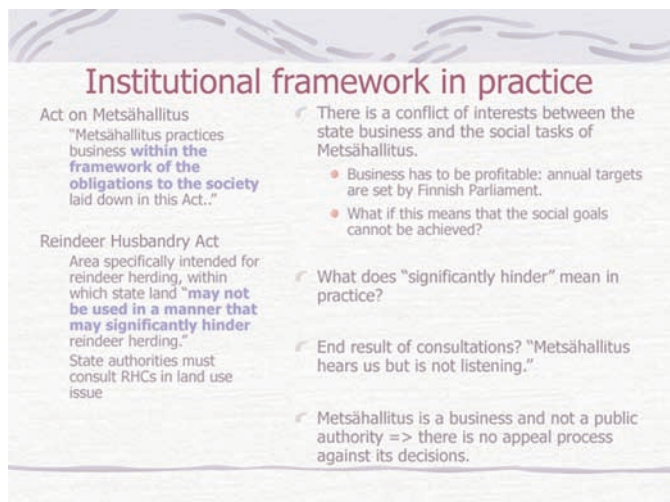 Institutional framework in practice
Act on Metsähallitus
"Metsähallitus practices
business within the
framework of the
obligations to the society
laid down in this Act.."
Reindeer Husbandry Act
Area specifically intended for
reindeer herding, within
which state land "may not
be used in a manner that
may significantly hinder
reindeer herding."
State authorities must
consult RHCs in land use
issue
There is a conflict of interests between the
state business and the social tasks of
Metsähallitus.
Business has to be profitable: annual targets
are set by Finnish Parliament.
What if this means that the social goals
cannot be achieved?
What does "significantly hinder" mean in
practice?
End result of consultations? "Metsähallitus
hears us but is not listening."
Metsähallitus is a business and not a public
authority => there is no appeal process
against its decisions.